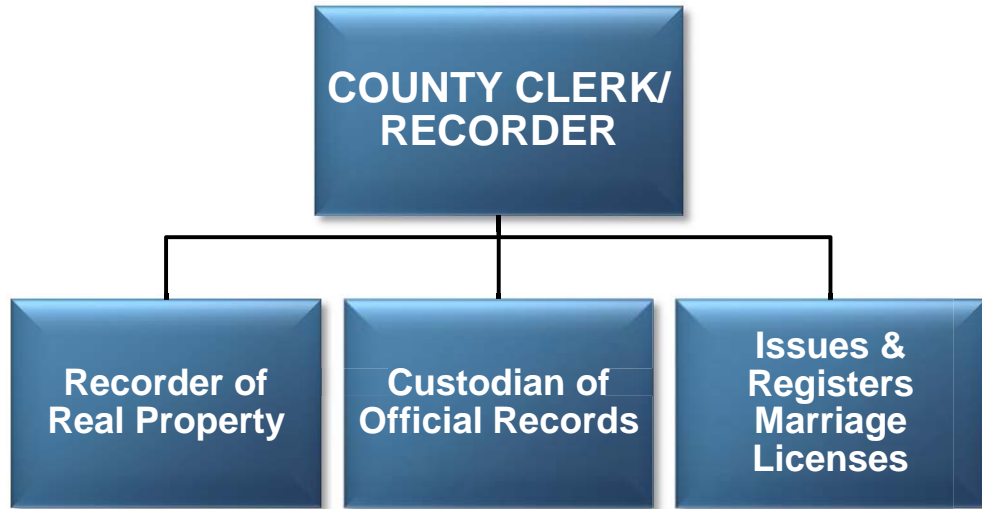 COUNTY CLERK/
RECORDER
Recorder of
Real Property
Custodian of
Official Records
Issues &
Registers
Marriage
Licenses